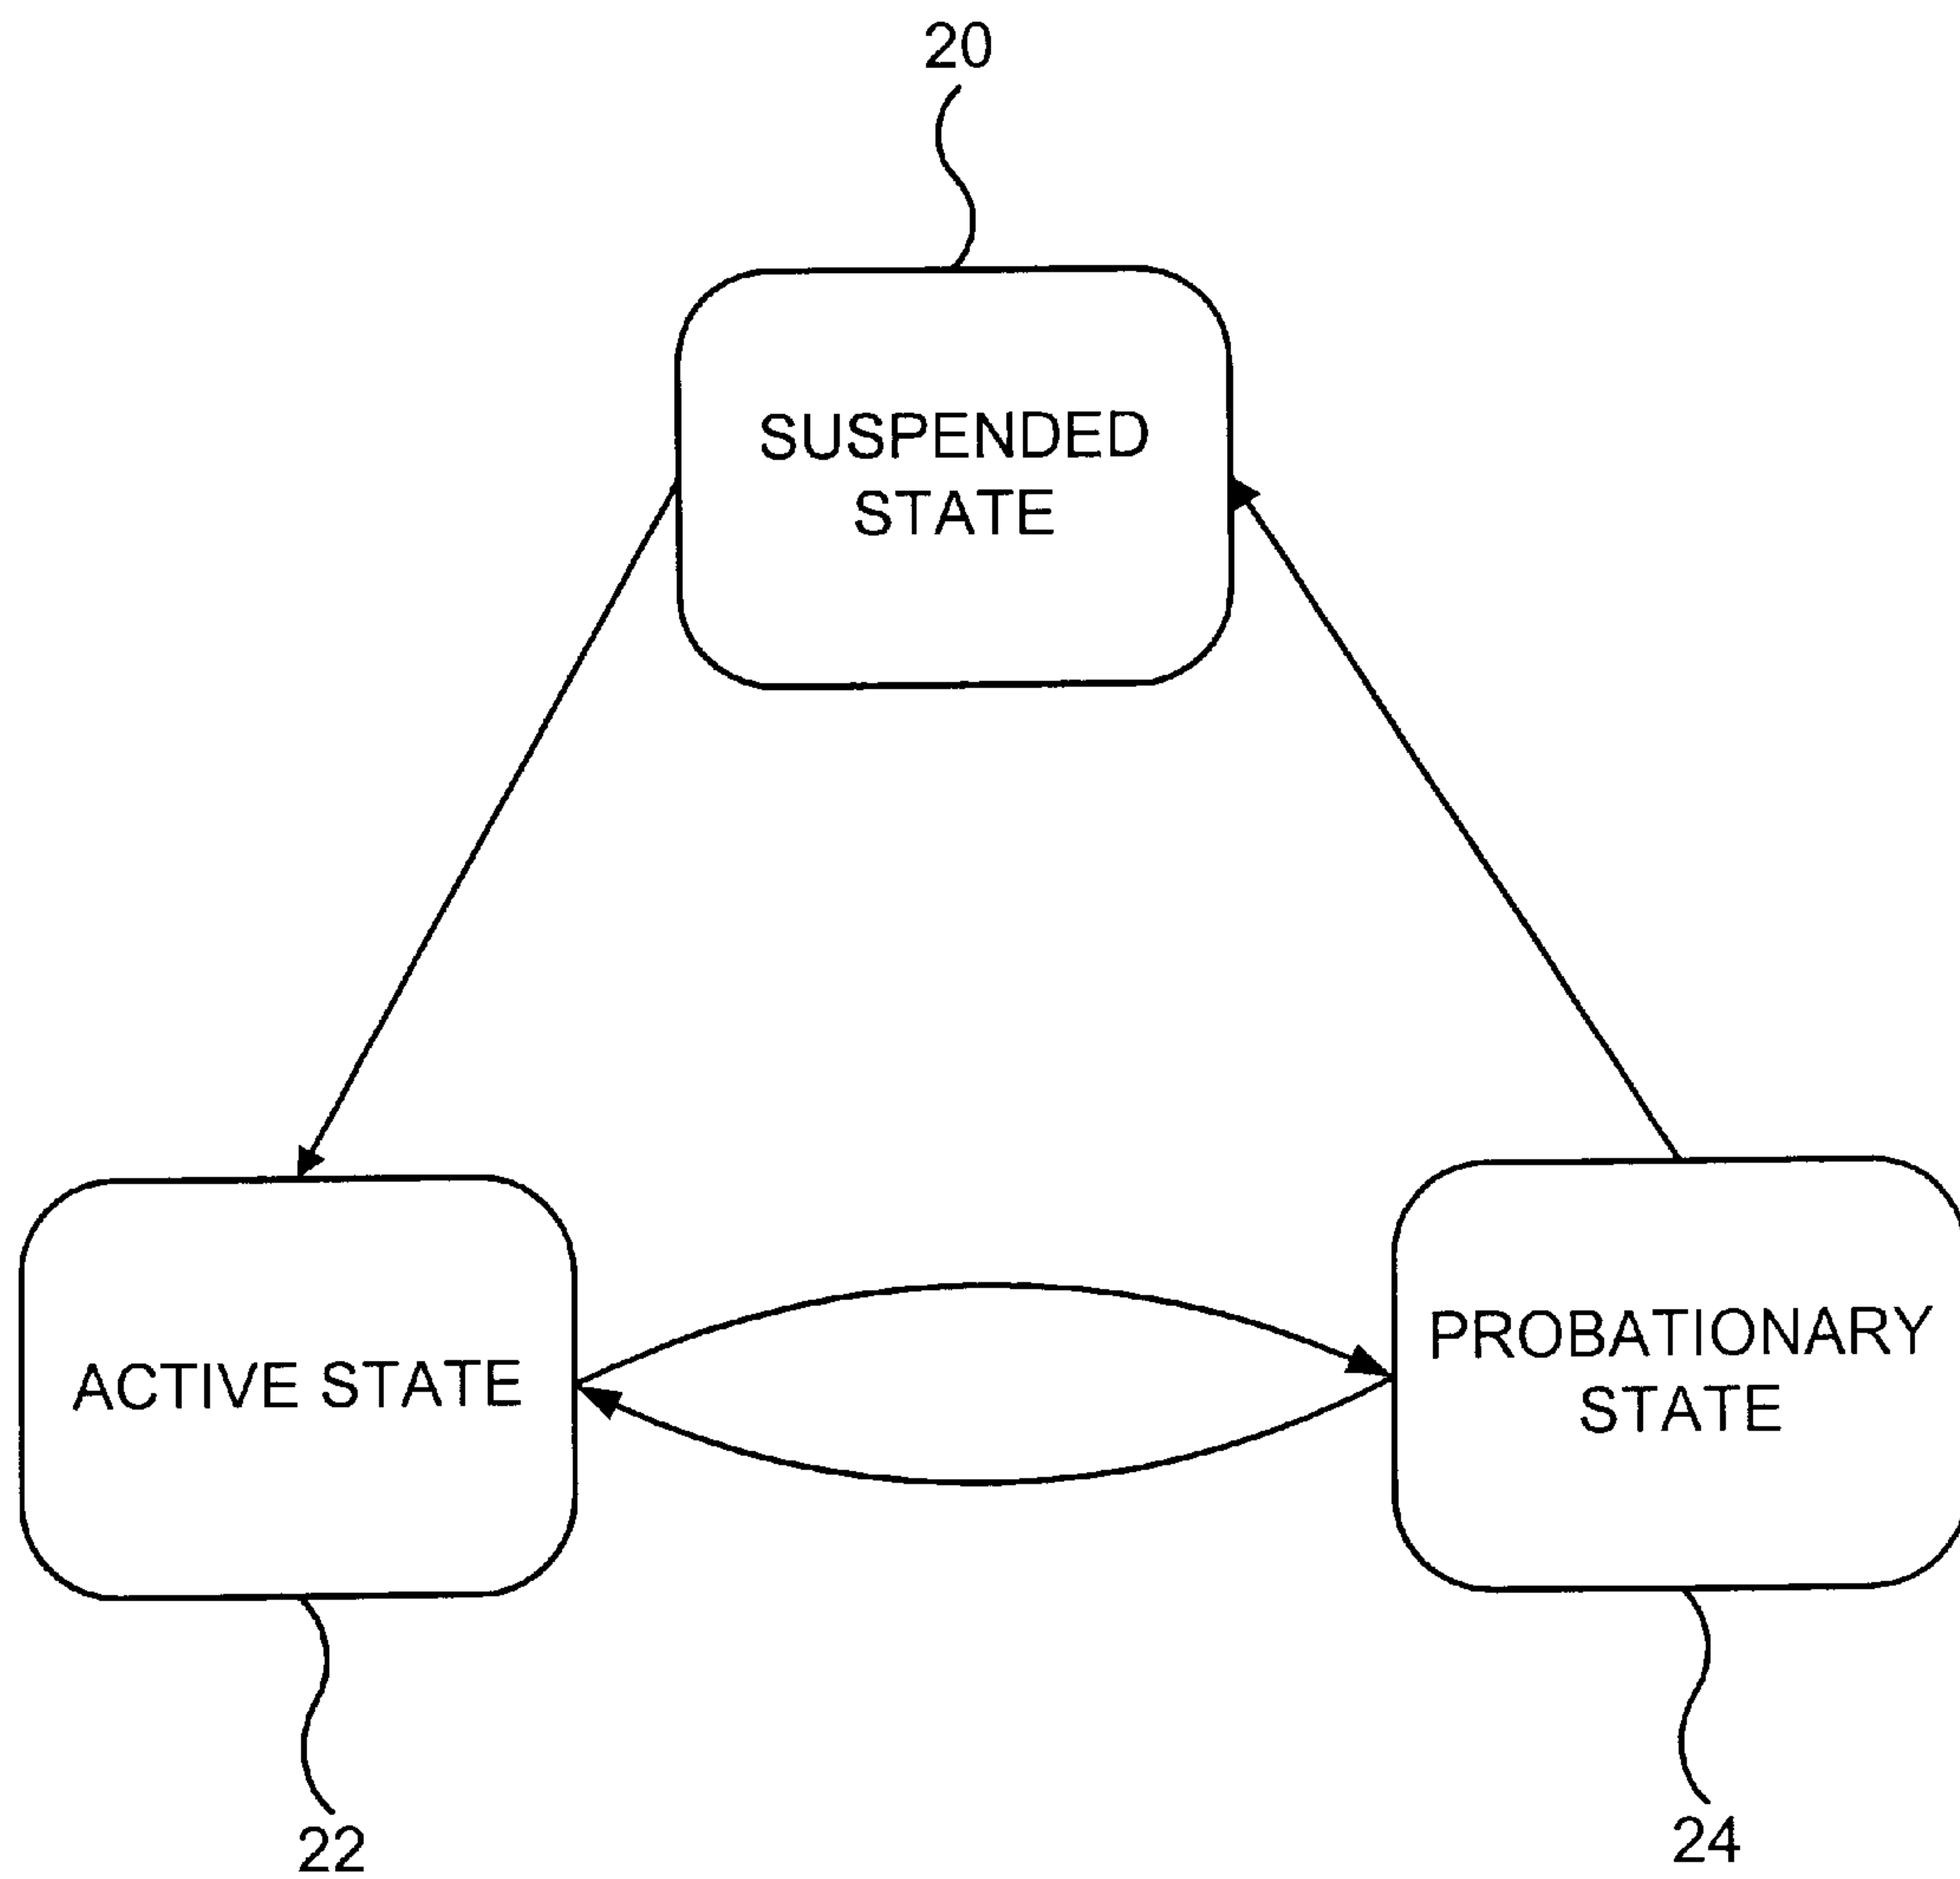 20
SUSPENDED
STATE
ACTIVE STATE
PROBATIONARY
STATE
22
24